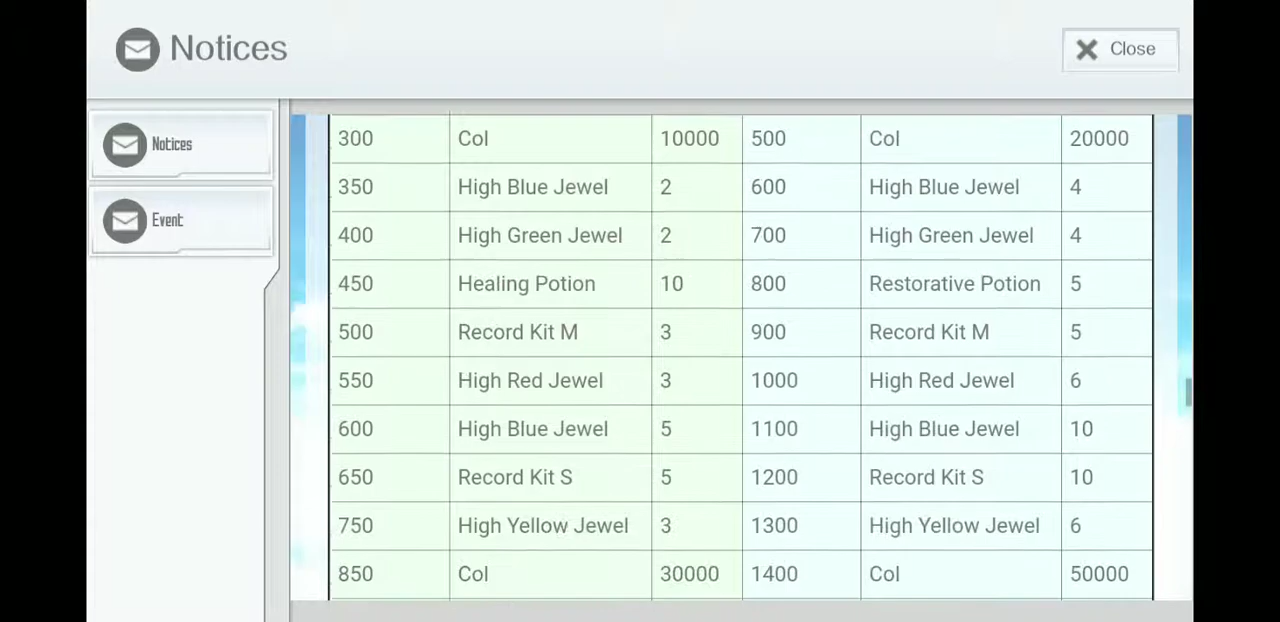 Notices
Close
Notices
Event
300 Col 10000 500 Col 20000
350 High Blue Jewel 2 600 High Blue Jewel 4
400 High Green Jewel 2 700 High Green Jewel 4
450 Healing Potion 10 800 Restorative Potion 5
500 Record Kit M 3 900 Record Kit M 5
550 High Red Jewel 3 1000 High Red Jewel 6
600 High Blue Jewel 5 1100 High Blue Jewel 10
650 Record Kit S 5 1200 Record Kit S 10
750 High Yellow Jewel 3 1300 High Yellow Jewel 6
850 Col 30000 1400 Col 50000